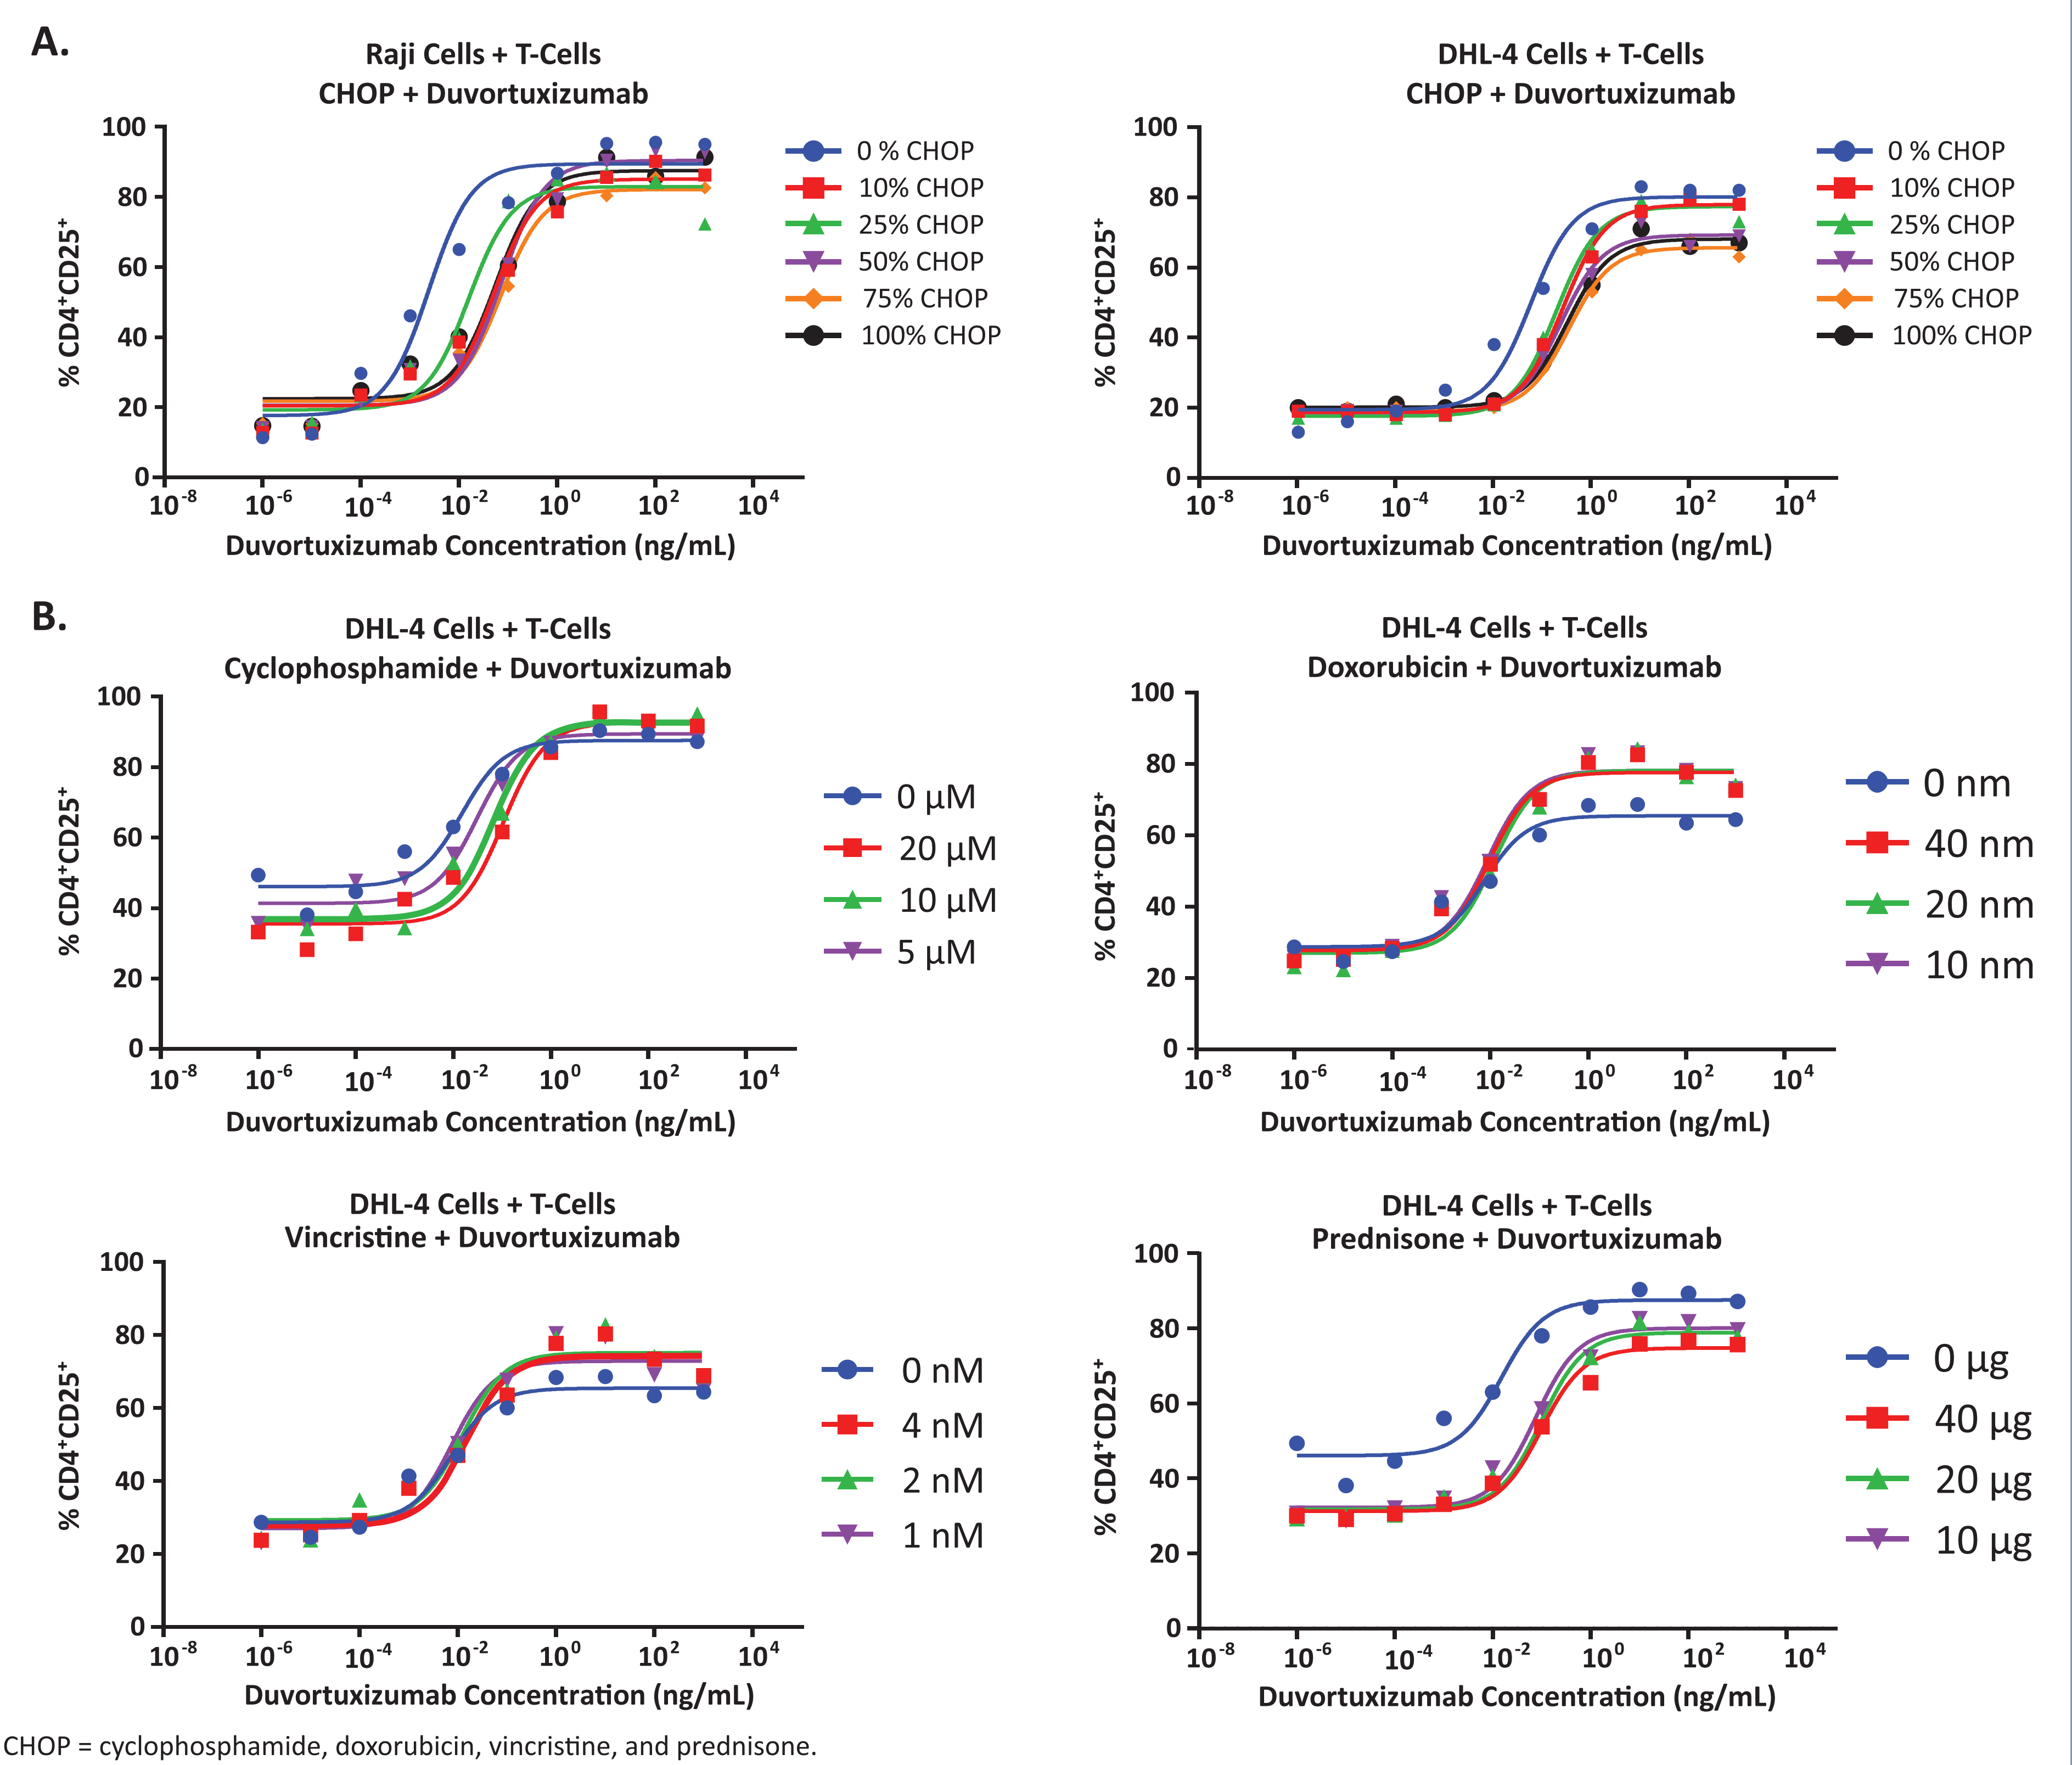 A.
Raji Cells + T-Cells
CHOP + Duvortuxizumab
% CD4⁺CD25⁺
100
80
60
40
20
0
10⁻⁸ 10⁻⁶ 10⁻⁴ 10⁻² 10⁰ 10² 10⁴
Duvortuxizumab Concentration (ng/mL)
0 % CHOP
10% CHOP
25% CHOP
50% CHOP
75% CHOP
100% CHOP
DHL-4 Cells + T-Cells
CHOP + Duvortuxizumab
% CD4⁺CD25⁺
100
80
60
40
20
0
10⁻⁸ 10⁻⁶ 10⁻⁴ 10⁻² 10⁰ 10² 10⁴
Duvortuxizumab Concentration (ng/mL)
0 % CHOP
10% CHOP
25% CHOP
50% CHOP
75% CHOP
100% CHOP
B.
DHL-4 Cells + T-Cells
Cyclophosphamide + Duvortuxizumab
% CD4⁺CD25⁺
100
80
60
40
20
0
10⁻⁸ 10⁻⁶ 10⁻⁴ 10⁻² 10⁰ 10² 10⁴
Duvortuxizumab Concentration (ng/mL)
0 µM
20 µM
10 µM
5 µM
DHL-4 Cells + T-Cells
Doxorubicin + Duvortuxizumab
% CD4⁺CD25⁺
100
80
60
40
20
0
10⁻⁸ 10⁻⁶ 10⁻⁴ 10⁻² 10⁰ 10² 10⁴
Duvortuxizumab Concentration (ng/mL)
0 nm
40 nm
20 nm
10 nm
DHL-4 Cells + T-Cells
Vincristine + Duvortuxizumab
% CD4⁺CD25⁺
100
80
60
40
20
0
10⁻⁸ 10⁻⁶ 10⁻⁴ 10⁻² 10⁰ 10² 10⁴
Duvortuxizumab Concentration (ng/mL)
0 nM
4 nM
2 nM
1 nM
DHL-4 Cells + T-Cells
Prednisone + Duvortuxizumab
% CD4⁺CD25⁺
100
80
60
40
20
0
10⁻⁸ 10⁻⁶ 10⁻⁴ 10⁻² 10⁰ 10² 10⁴
Duvortuxizumab Concentration (ng/mL)
0 µg
40 µg
20 µg
10 µg
CHOP = cyclophosphamide, doxorubicin, vincristine, and prednisone.